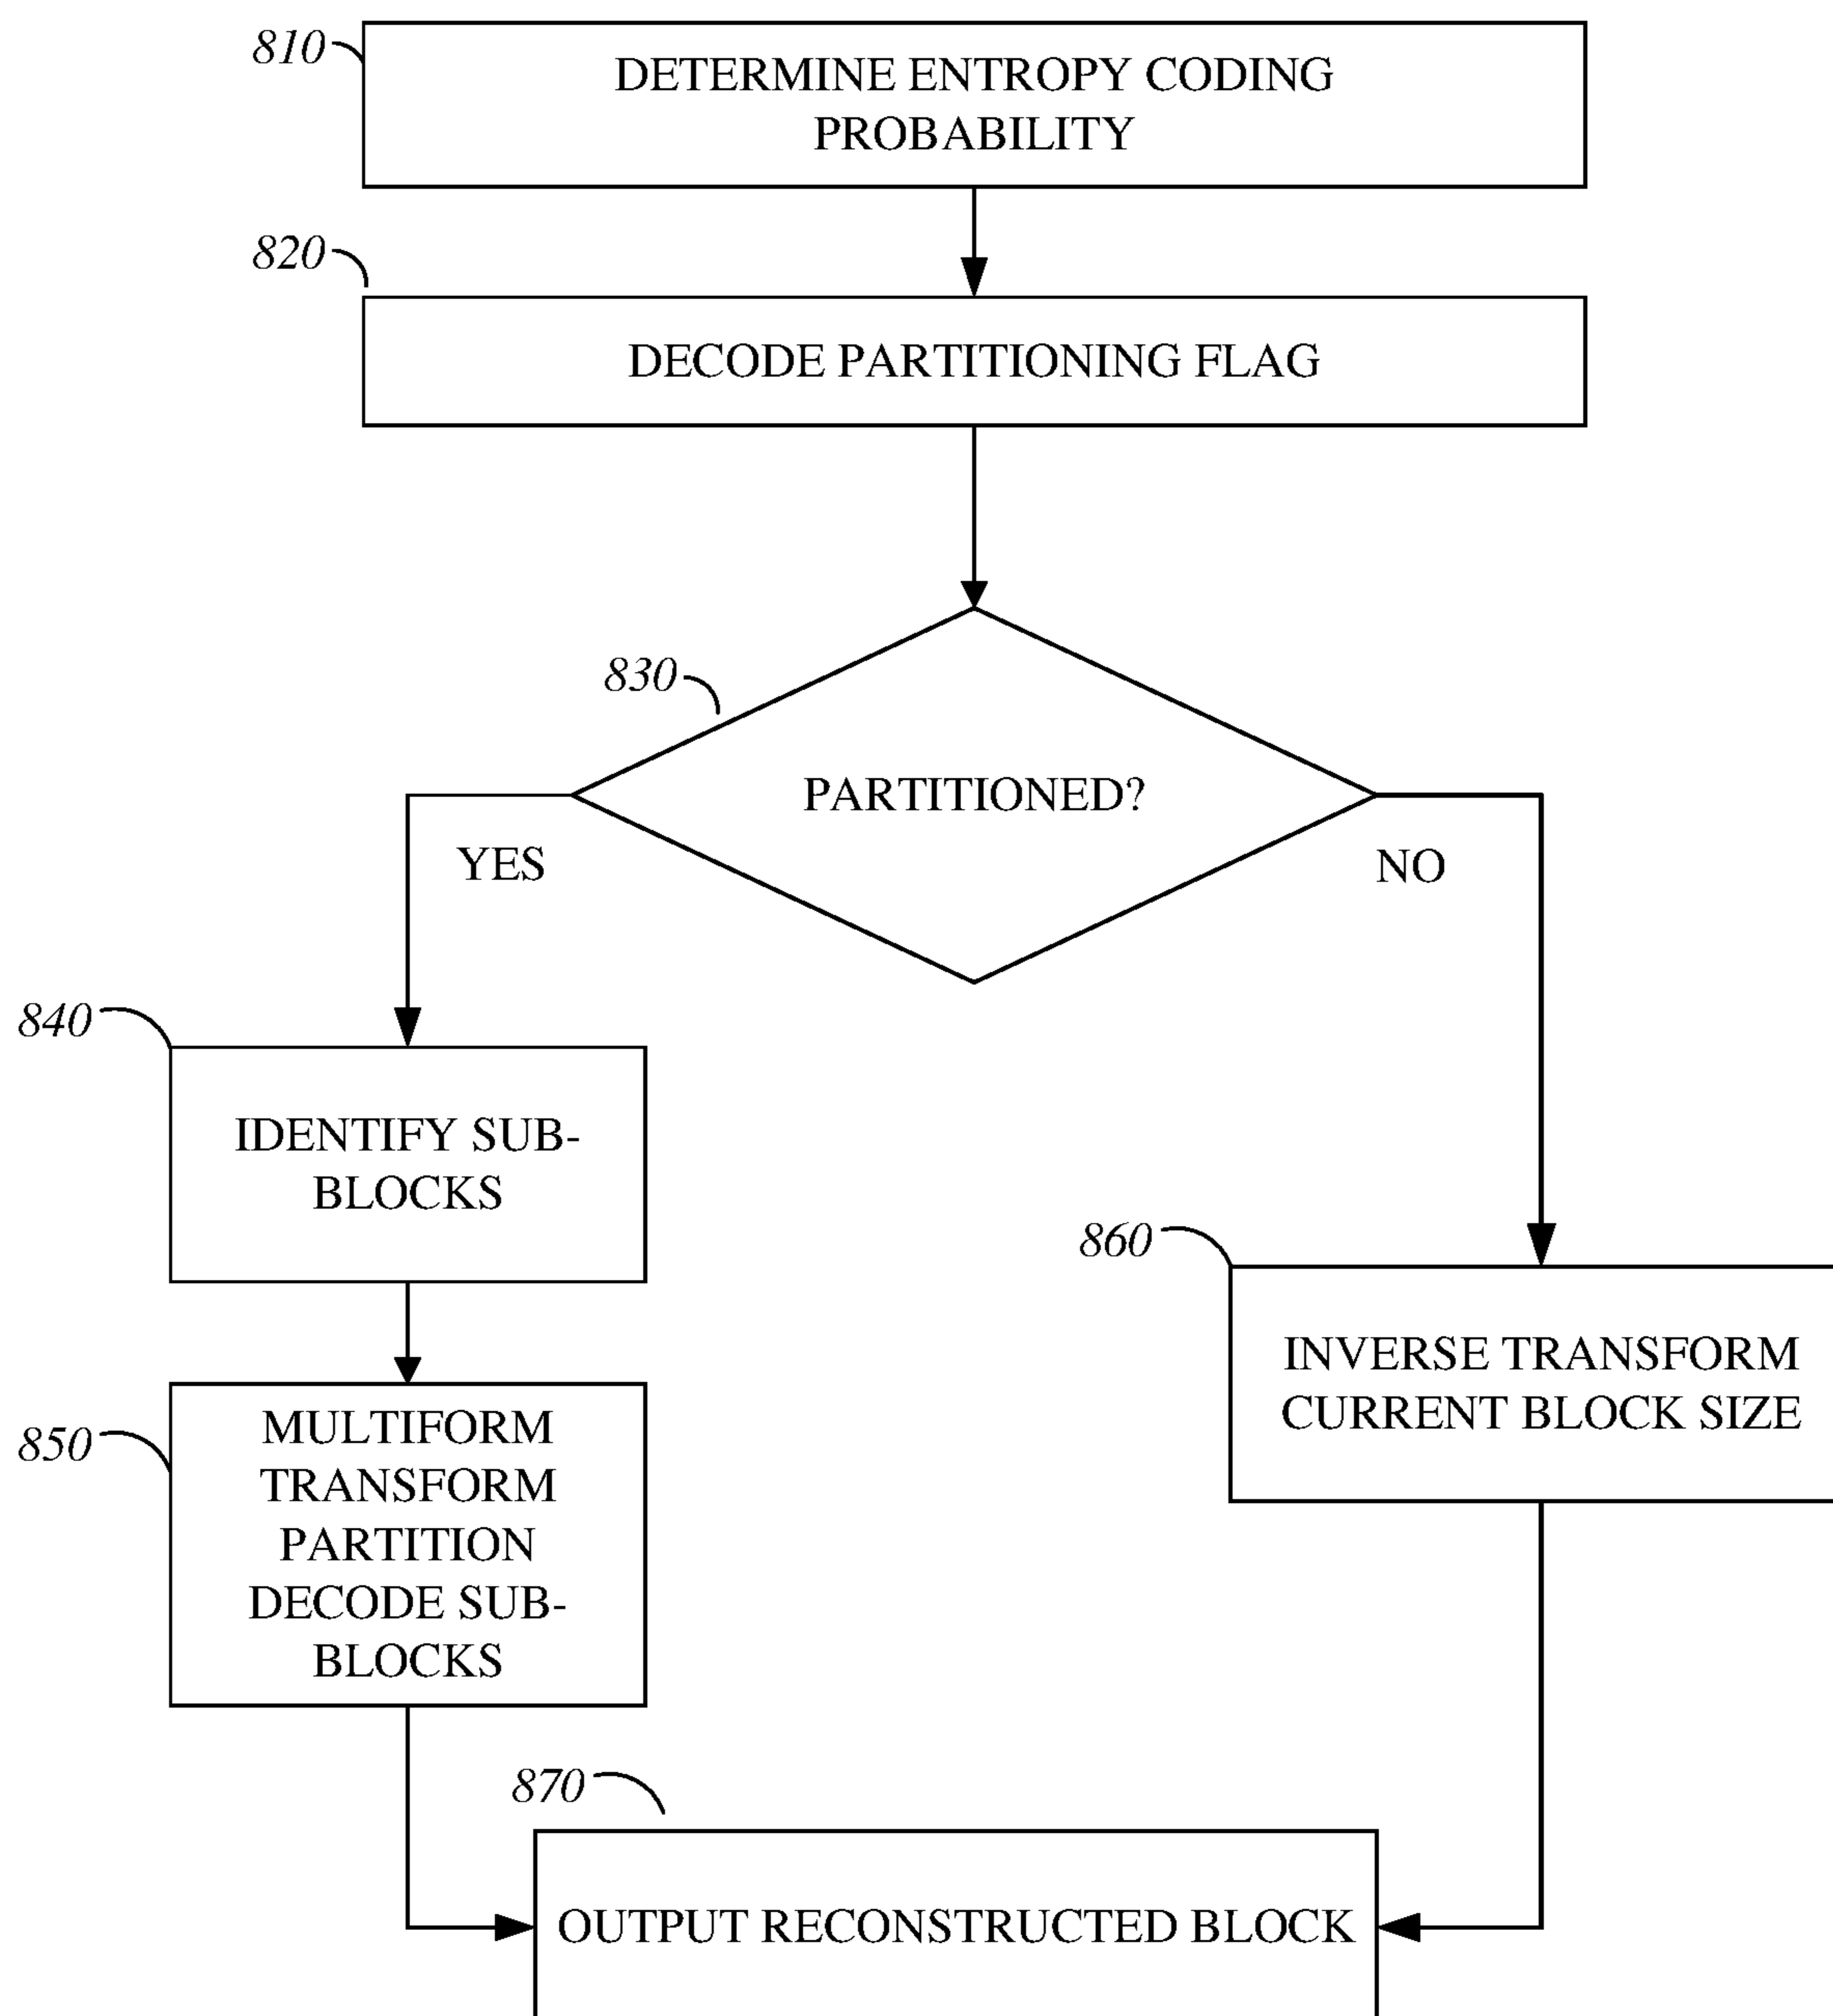 810
DETERMINE ENTROPY CODING
PROBABILITY
820
DECODE PARTITIONING FLAG
830
PARTITIONED?
YES
NO
840
IDENTIFY SUB-
BLOCKS
860
INVERSE TRANSFORM
CURRENT BLOCK SIZE
850
MULTIFORM
TRANSFORM
PARTITION
DECODE SUB-
BLOCKS
870
OUTPUT RECONSTRUCTED BLOCK